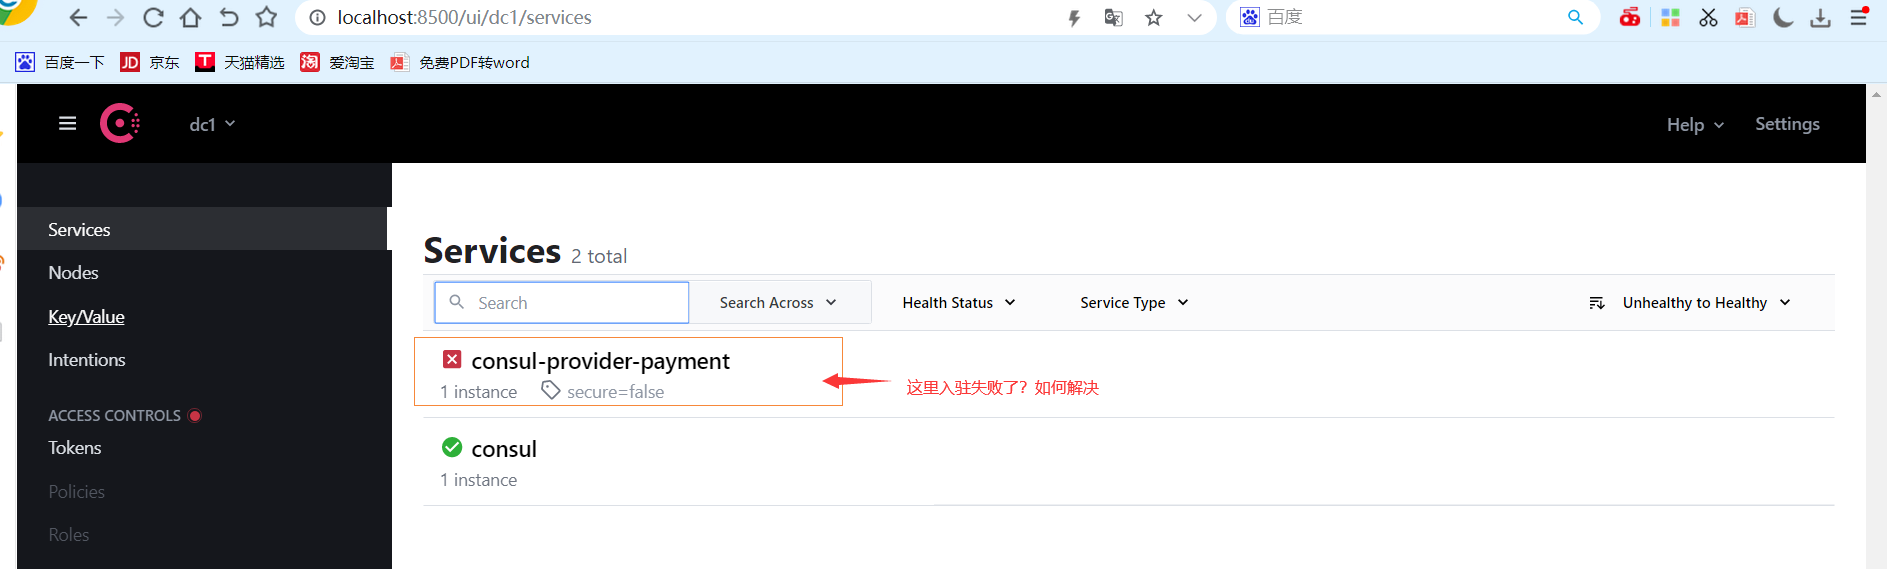 localhost:8500/ui/dc1/services
百度
百度一下 JD 京东 T 天猫精选 淘 爱淘宝 免费PDF转word
dc1 Help Settings
Services
Nodes
Key/Value
Intentions
ACCESS CONTROLS
Tokens
Policies
Roles
Services 2 total
Search Search Across Health Status Service Type Unhealthy to Healthy
consul-provider-payment
1 instance secure=false
这里入驻失败了？如何解决
consul
1 instance